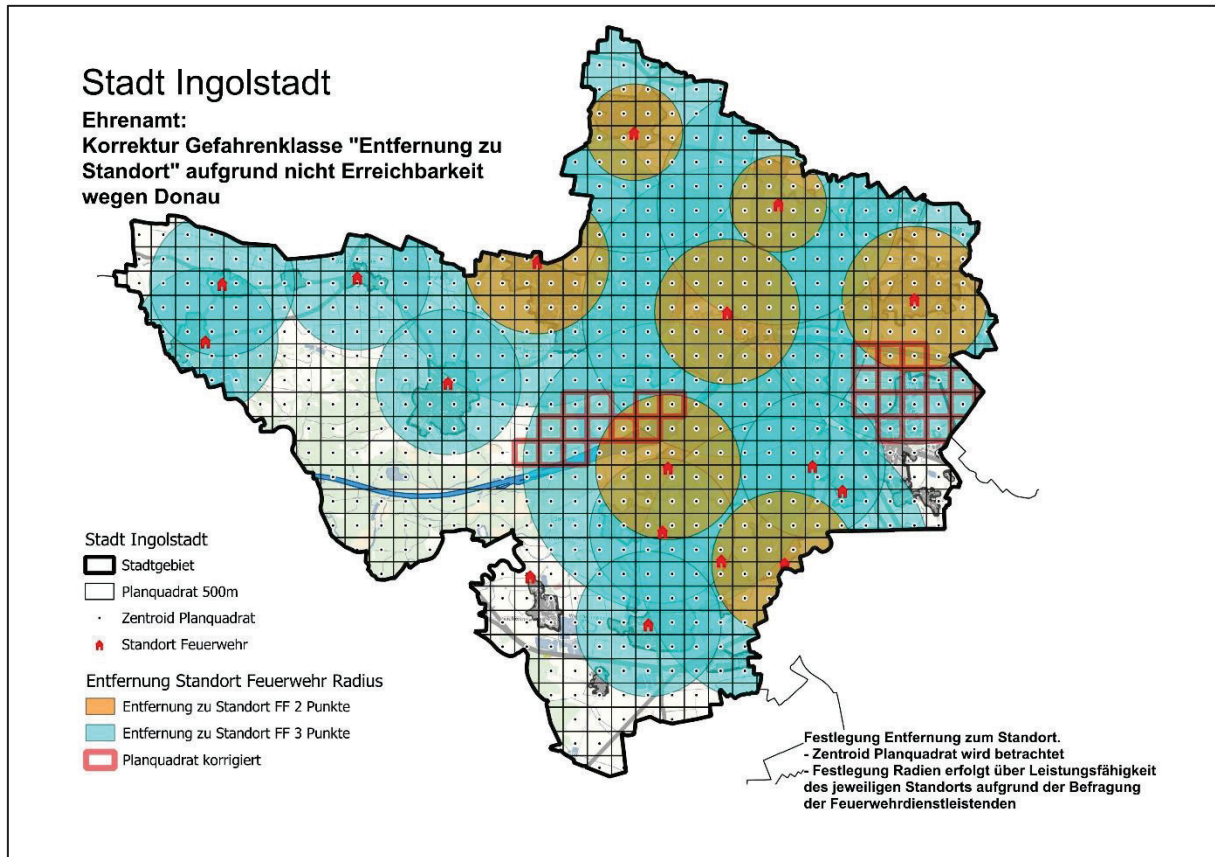 Stadt Ingolstadt
Ehrenamt:
Korrektur Gefahrenklasse "Entfernung zu
Standort" aufgrund nicht Erreichbarkeit
wegen Donau
Stadt Ingolstadt
Stadtgebiet
Planquadrat 500m
Zentroid Planquadrat
Standort Feuerwehr
Entfernung Standort Feuerwehr Radius
Entfernung zu Standort FF 2 Punkte
Entfernung zu Standort FF 3 Punkte
Planquadrat korrigiert
Festlegung Entfernung zum Standort.
- Zentroid Planquadrat wird betrachtet
- Festlegung Radien erfolgt über Leistungsfähigkeit
des jeweiligen Standorts aufgrund der Befragung
der Feuerwehrdienstleistenden